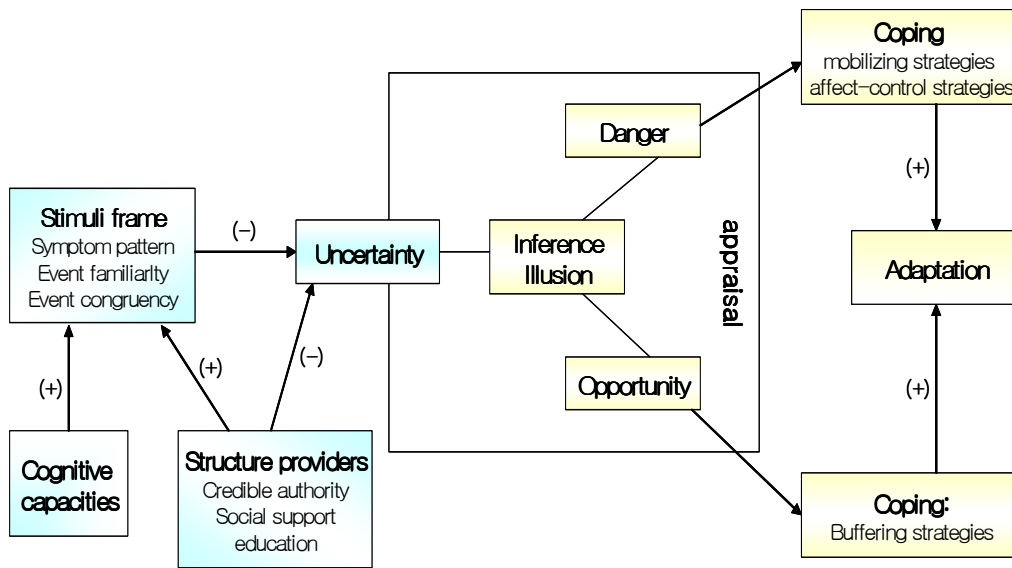 Coping
mobilizing strategies
affect-control strategies
Danger
(+)
Stimuli frame
Symptom pattern
Event familiarity
Event congruency
(-)
Uncertainty
Inference
Illusion
appraisal
Adaptation
(+)
(+)
(-)
Opportunity
(+)
Cognitive
capacities
Structure providers
Credible authority
Social support
education
Coping:
Buffering strategies